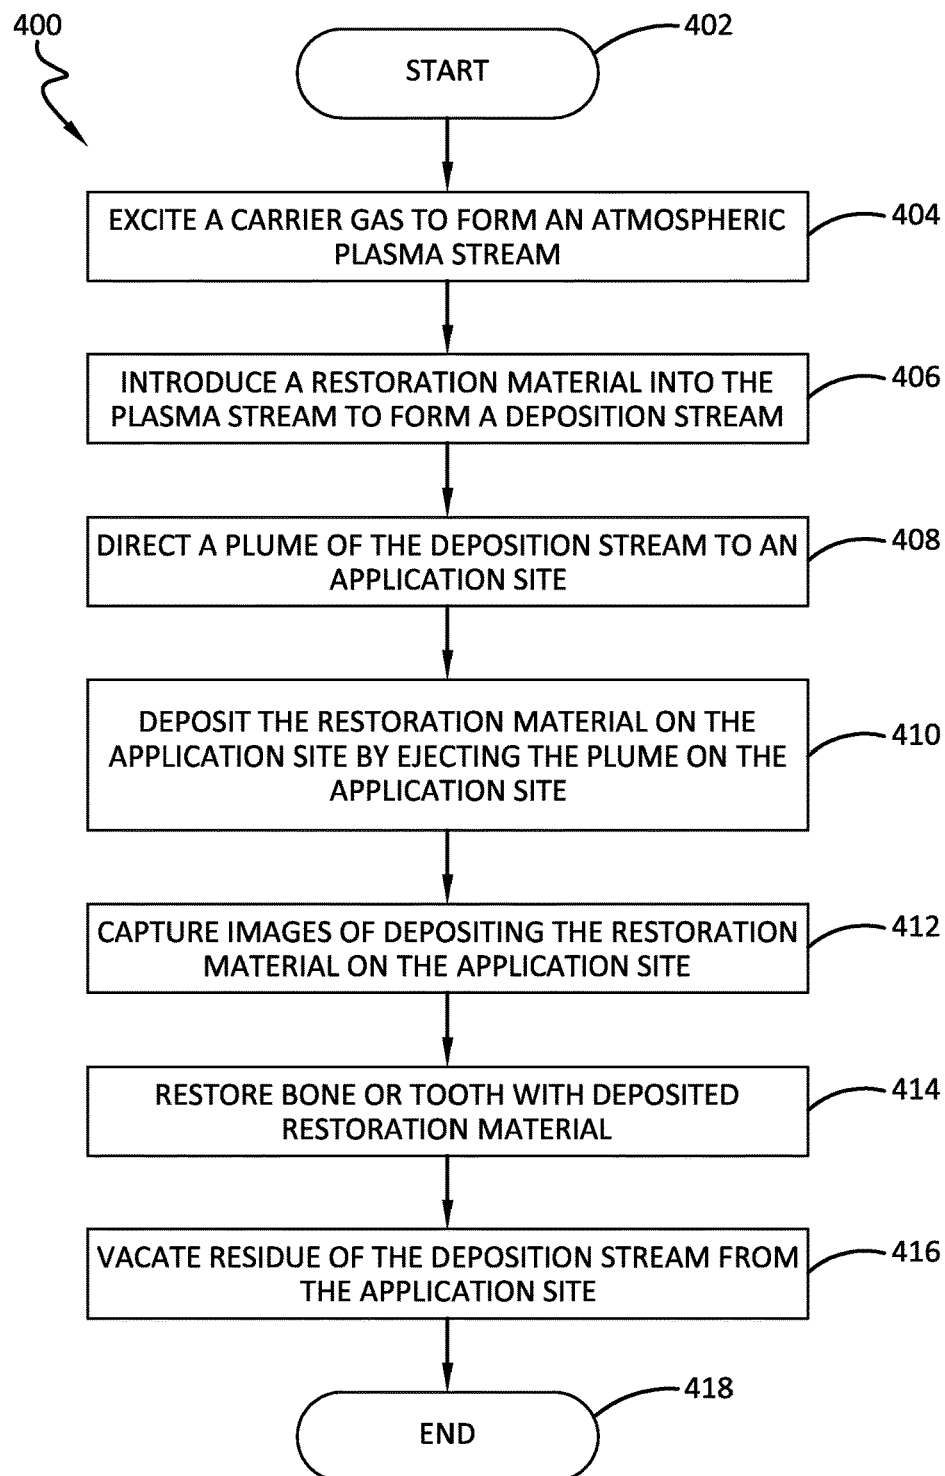 400
402
START
EXCITE A CARRIER GAS TO FORM AN ATMOSPHERIC
PLASMA STREAM
404
INTRODUCE A RESTORATION MATERIAL INTO THE
PLASMA STREAM TO FORM A DEPOSITION STREAM
406
DIRECT A PLUME OF THE DEPOSITION STREAM TO AN
APPLICATION SITE
408
DEPOSIT THE RESTORATION MATERIAL ON THE
APPLICATION SITE BY EJECTING THE PLUME ON THE
APPLICATION SITE
410
CAPTURE IMAGES OF DEPOSITING THE RESTORATION
MATERIAL ON THE APPLICATION SITE
412
RESTORE BONE OR TOOTH WITH DEPOSITED
RESTORATION MATERIAL
414
VACATE RESIDUE OF THE DEPOSITION STREAM FROM
THE APPLICATION SITE
416
418
END